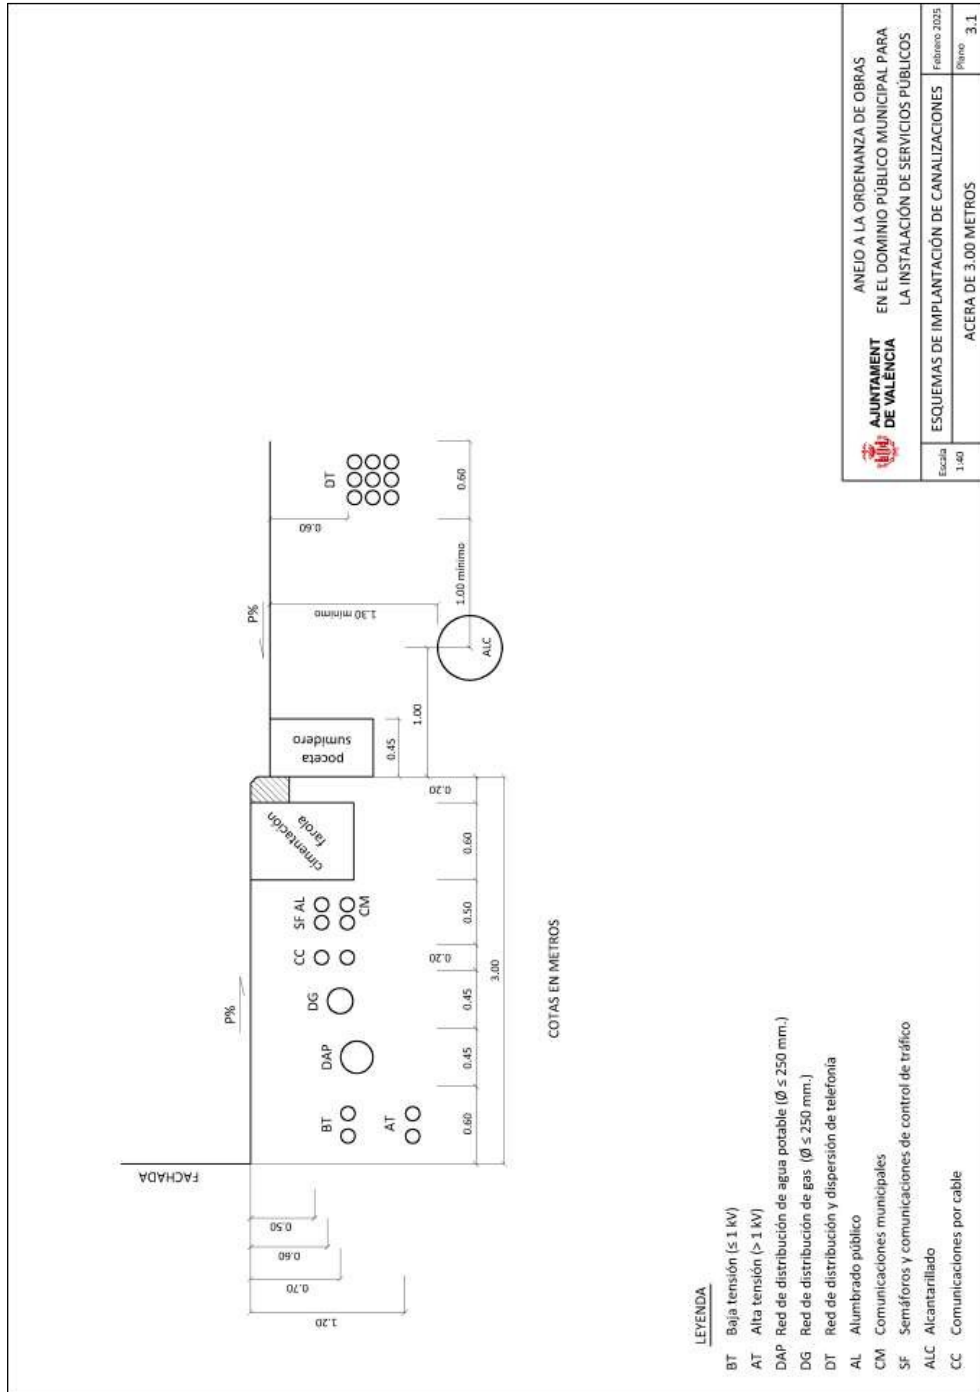 FACHADA
P%
P%
BT
AT
DAP
DG
CC
SF AL
CM
cimentación
farola
poceta
sumidero
DT
ALC
0.50
0.60
0.70
1.20
0.60
0.45
0.45
0.20
0.50
0.60
0.20
3.00
0.45
1.00
1.30 mínimo
0.60
1.00 mínimo
0.60
COTAS EN METROS
LEYENDA
BT Baja tensión (≤ 1 kV)
AT Alta tensión (> 1 kV)
DAP Red de distribución de agua potable (Ø ≤ 250 mm.)
DG Red de distribución de gas (Ø ≤ 250 mm.)
DT Red de distribución y dispersión de telefonía
AL Alumbrado público
CM Comunicaciones municipales
SF Semáforos y comunicaciones de control de tráfico
ALC Alcantarillado
CC Comunicaciones por cable
AJUNTAMENT
DE VALÈNCIA
ANEJO A LA ORDENANZA DE OBRAS
EN EL DOMINIO PÚBLICO MUNICIPAL PARA
LA INSTALACIÓN DE SERVICIOS PÚBLICOS
Escala
1:40
ESQUEMAS DE IMPLANTACIÓN DE CANALIZACIONES
Febrero 2025
ACERA DE 3.00 METROS
Plano
3.1